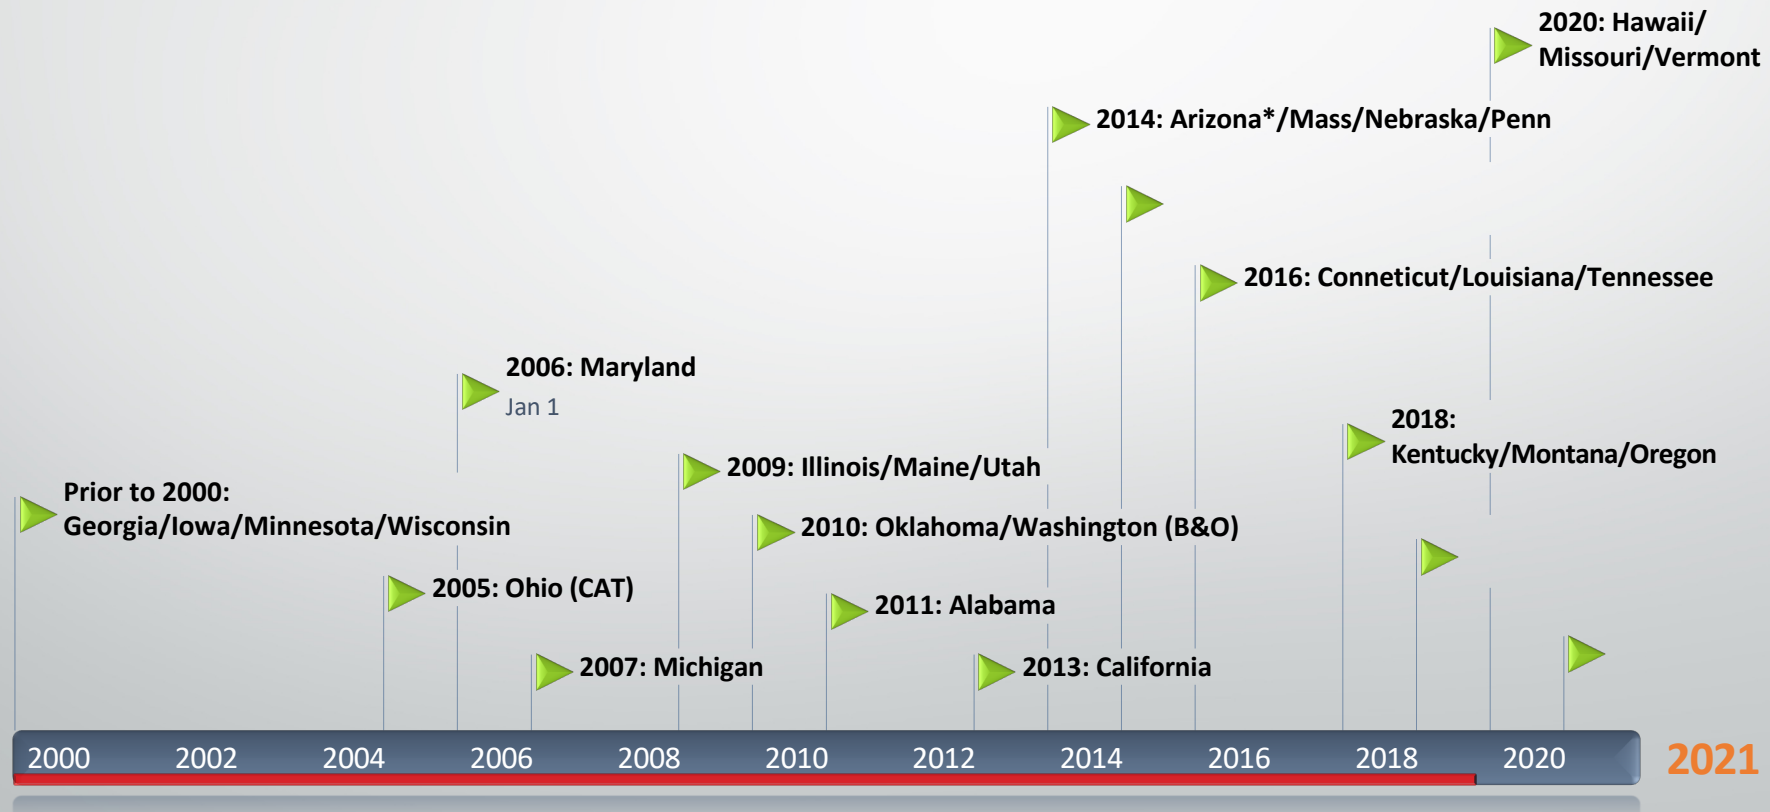 2020: Hawaii/
Missouri/Vermont
2014: Arizona*/Mass/Nebraska/Penn
2016: Conneticut/Louisiana/Tennessee
2006: Maryland
Jan 1
2018:
Kentucky/Montana/Oregon
2009: Illinois/Maine/Utah
Prior to 2000:
Georgia/Iowa/Minnesota/Wisconsin
2010: Oklahoma/Washington (B&O)
2005: Ohio (CAT)
2011: Alabama
2007: Michigan
2013: California
2000 2002 2004 2006 2008 2010 2012 2014 2016 2018 2020 2021